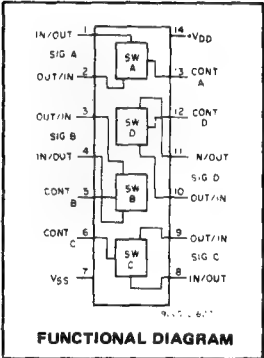 IN/OUT 1 14 VDD
SIG A
SW A
OUT/IN 2 13 CONT A
OUT/IN 3 12 CONT D
SW D
SIG B
IN/OUT 4 11 IN/OUT
SIG D
CONT B 5 SW B 10 OUT/IN
CONT C 6 9 OUT/IN
SW C SIG C
VSS 7 8 IN/OUT
FUNCTIONAL DIAGRAM